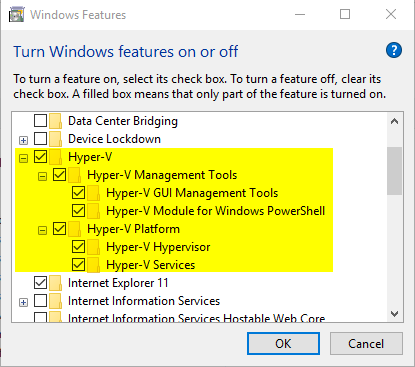 Windows Features
Turn Windows features on or off
To turn a feature on, select its check box. To turn a feature off, clear its
check box. A filled box means that only part of the feature is turned on.
Data Center Bridging
Device Lockdown
Hyper-V
Hyper-V Management Tools
Hyper-V GUI Management Tools
Hyper-V Module for Windows PowerShell
Hyper-V Platform
Hyper-V Hypervisor
Hyper-V Services
Internet Explorer 11
Internet Information Services
Internet Information Services Hostable Web Core
OK
Cancel